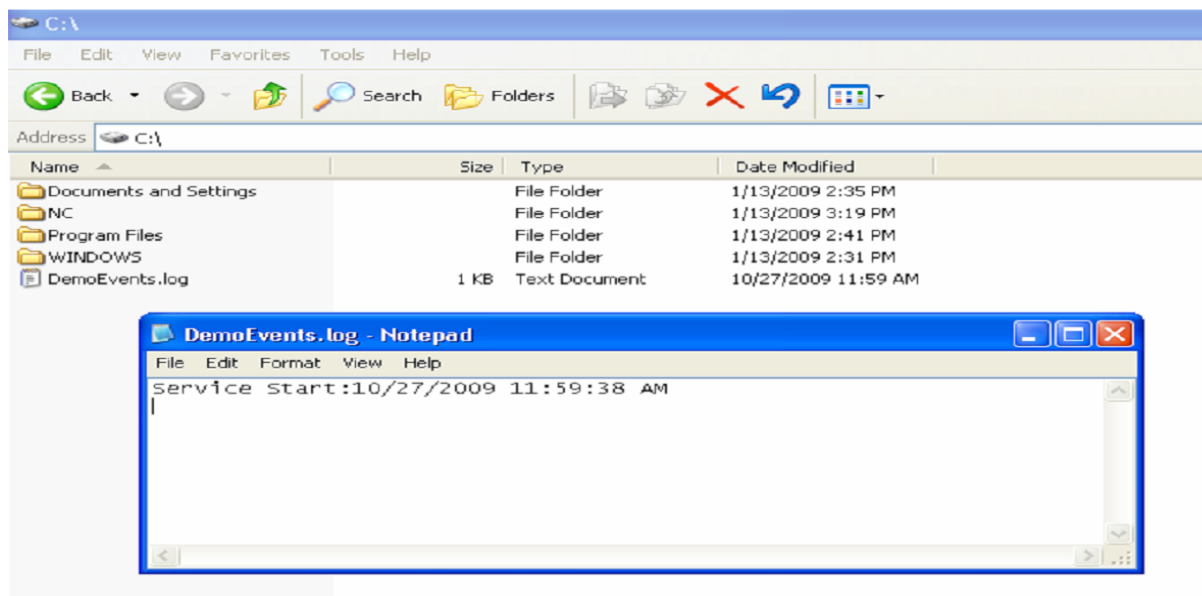 C:\
File Edit View Favorites Tools Help
Back Search Folders
Address C:\
Name Size Type Date Modified
Documents and Settings File Folder 1/13/2009 2:35 PM
NC File Folder 1/13/2009 3:19 PM
Program Files File Folder 1/13/2009 2:41 PM
WINDOWS File Folder 1/13/2009 2:31 PM
DemoEvents.log 1 KB Text Document 10/27/2009 11:59 AM
DemoEvents.log - Notepad
File Edit Format View Help
Service Start:10/27/2009 11:59:38 AM